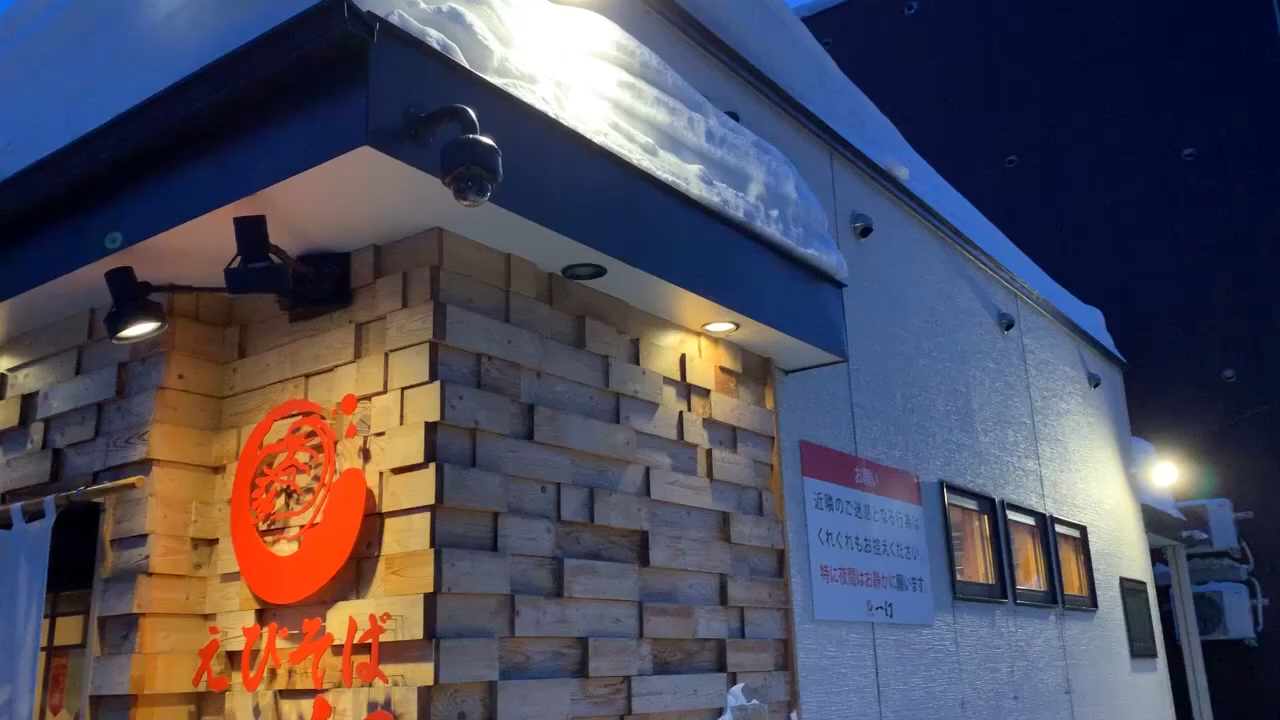 えびそば
お願い
近隣のご迷惑となる行為は
くれぐれもお控えください。
特に夜間はお静かに願います。
一幻